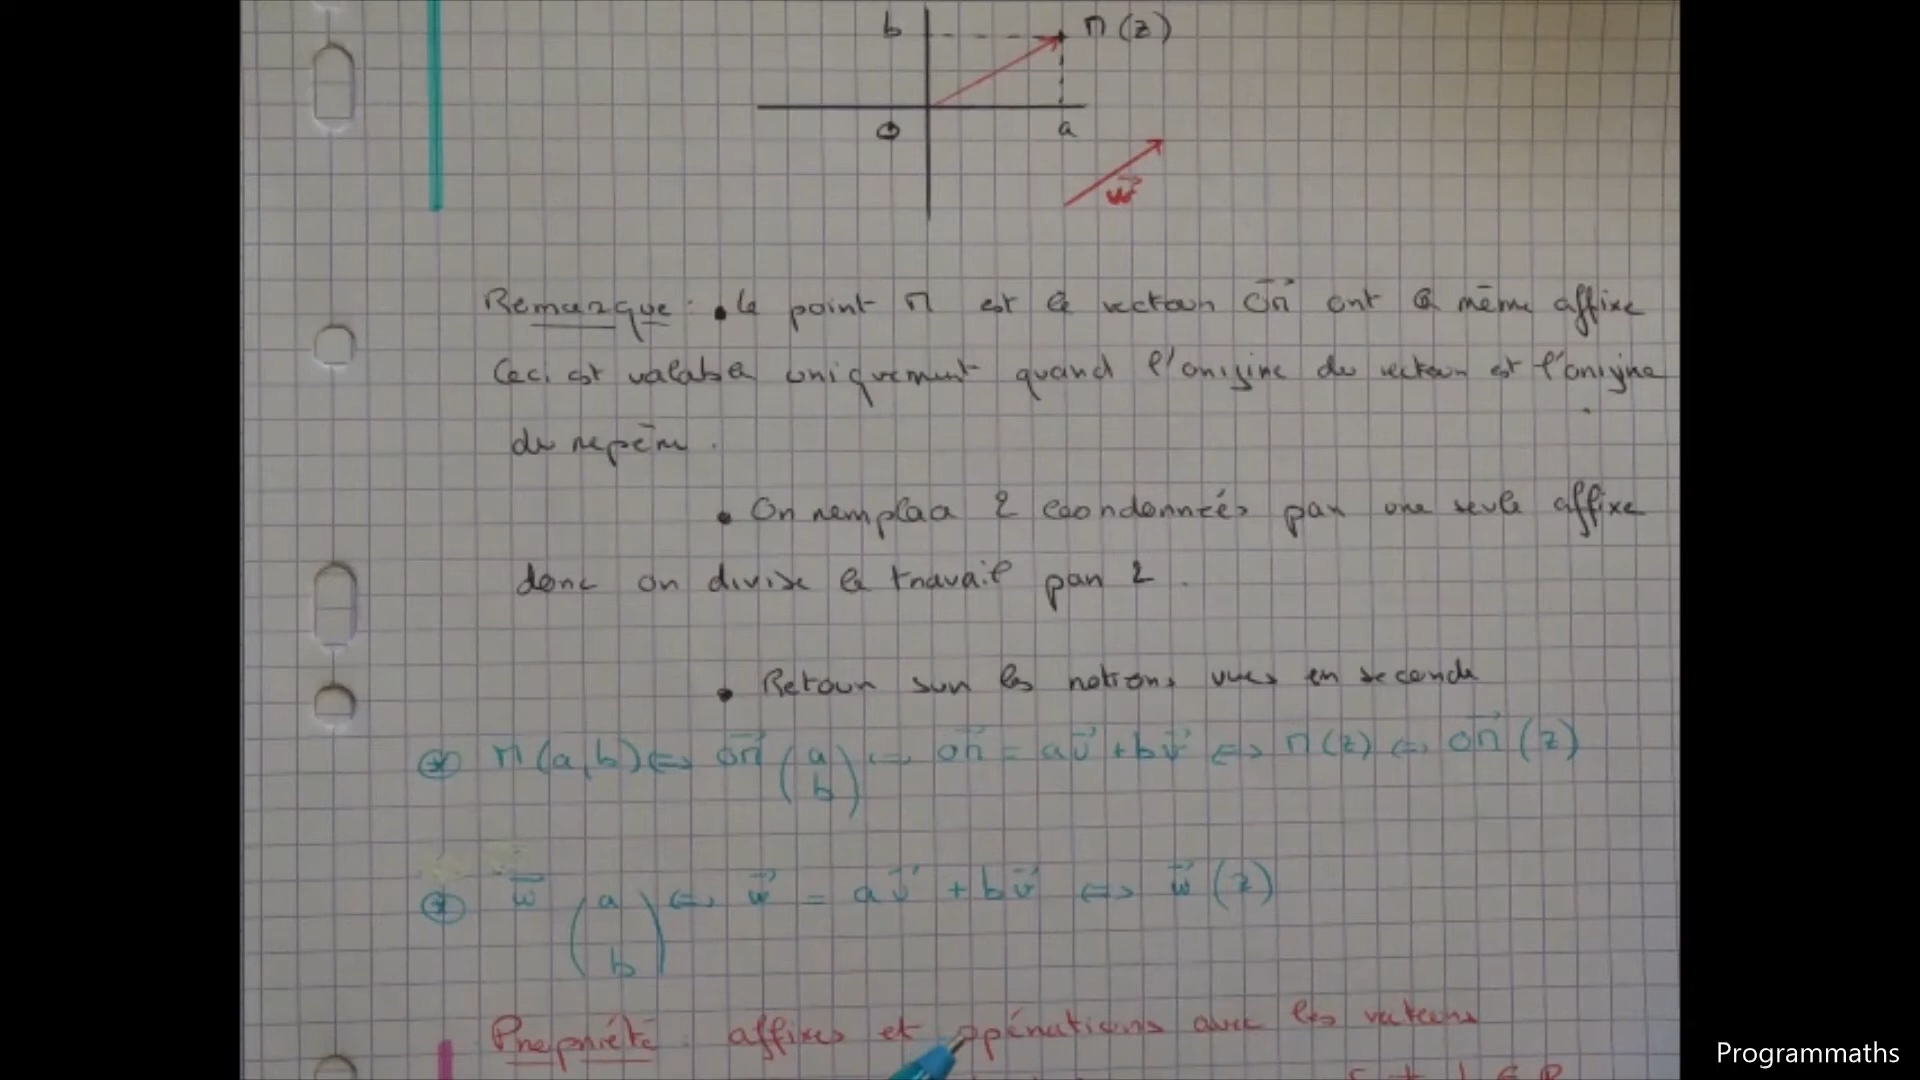 b M(z)
O a
w⃗
Remarque : • le point M est le vecteur OM⃗ ont la même affixe
Ceci est valable uniquement quand l'origine du vecteur est l'origine
du repère.
• On remplace 2 coordonnées par une seule affixe
donc on divise le travail par 2.
• Retour sur les notions vues en seconde
⊛ M(a,b) ⇔ OM⃗ (a b) ⇔ OM⃗ = au⃗ + bv⃗ ⇔ M(z) ⇔ OM⃗ (z)
⊛ w⃗ (a b) ⇔ w⃗ = au⃗ + bv⃗ ⇔ w⃗ (z)
Propriété : affixes et opérations avec les vecteurs
Programmaths